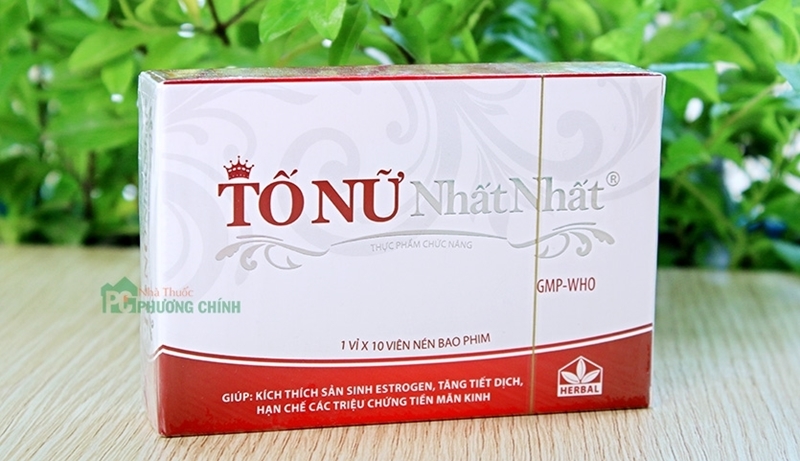 TỐ NỮ NhấtNhất®
THỰC PHẨM CHỨC NĂNG
GMP-WHO
Nhà Thuốc
PC PHƯƠNG CHÍNH
1 VỈ X 10 VIÊN NÉN BAO PHIM
GIÚP: KÍCH THÍCH SẢN SINH ESTROGEN, TĂNG TIẾT DỊCH,
HẠN CHẾ CÁC TRIỆU CHỨNG TIỀN MÃN KINH
HERBAL